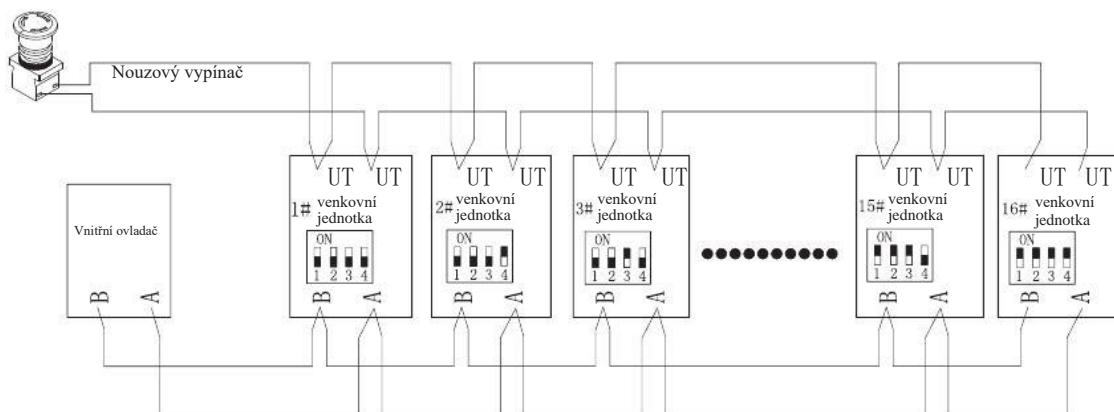 Nouzový vypínač
UT UT
UT UT
UT UT
UT UT
UT UT
1# venkovní
jednotka
2# venkovní
jednotka
3# venkovní
jednotka
15# venkovní
jednotka
16# venkovní
jednotka
Vnitřní ovladač
ON
1 2 3 4
ON
1 2 3 4
ON
1 2 3 4
ON
1 2 3 4
ON
1 2 3 4
B A
B A
B A
B A
B A
B A